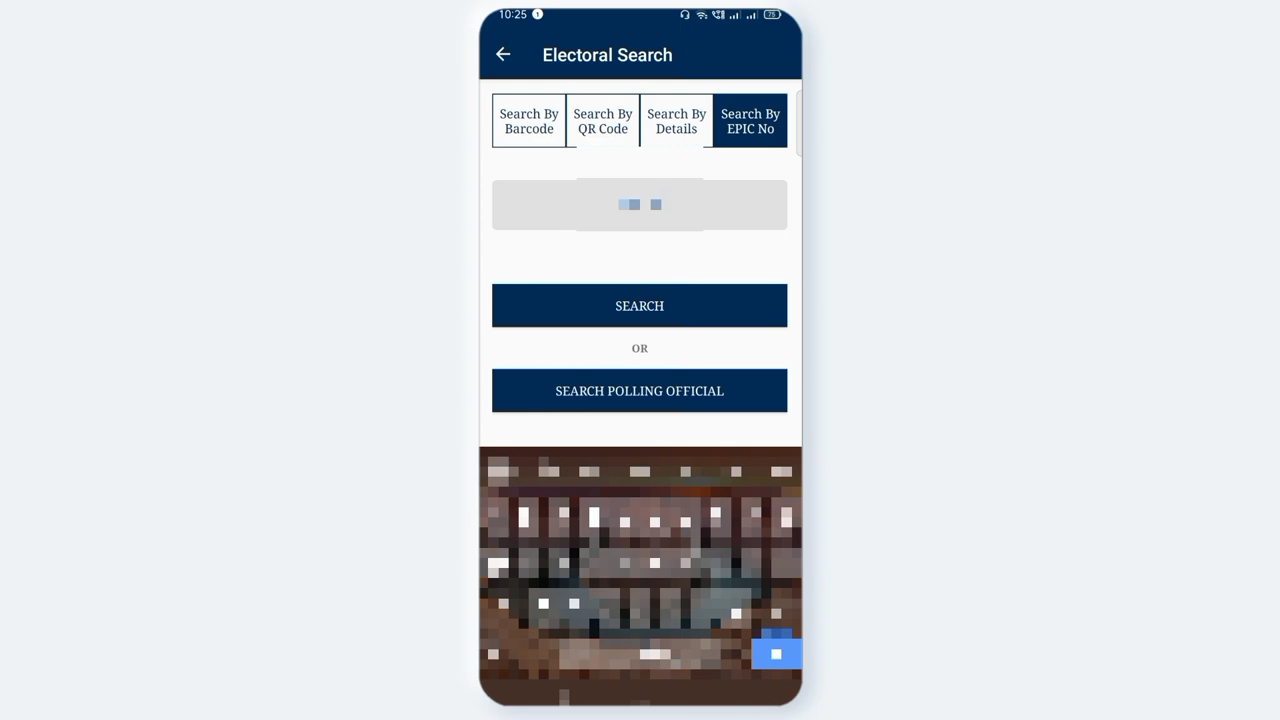 10:25
75
Electoral Search
Search By
Barcode
Search By
QR Code
Search By
Details
Search By
EPIC No
SEARCH
OR
SEARCH POLLING OFFICIAL